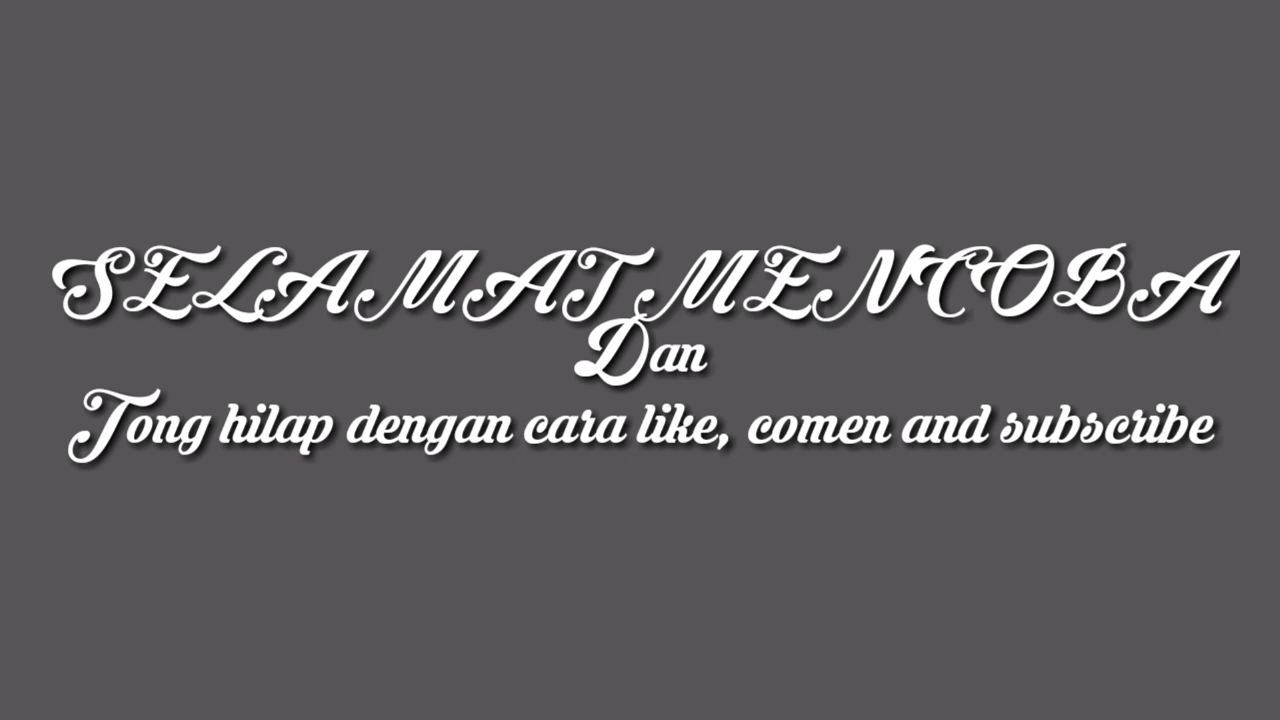 SELAMAT MENCOBA
Dan
Tong hilap dengan cara like, comen and subscribe